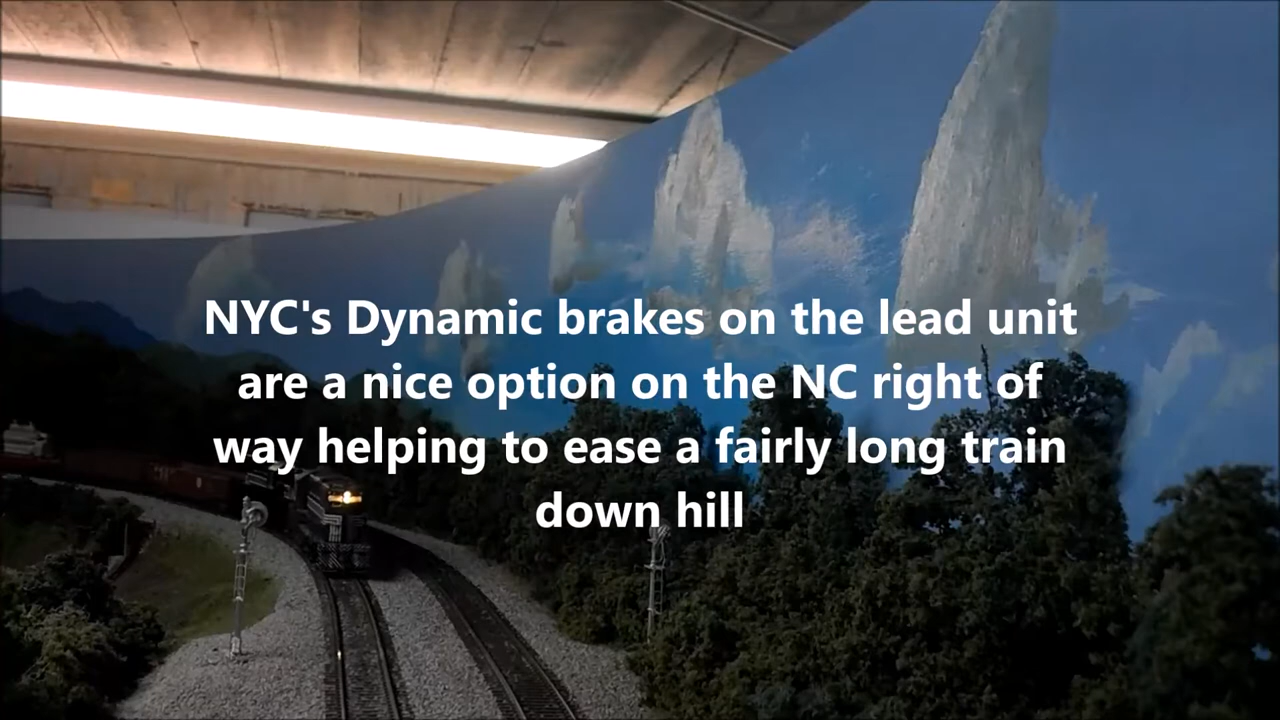 NYC's Dynamic brakes on the lead unit
are a nice option on the NC right of
way helping to ease a fairly long train
down hill